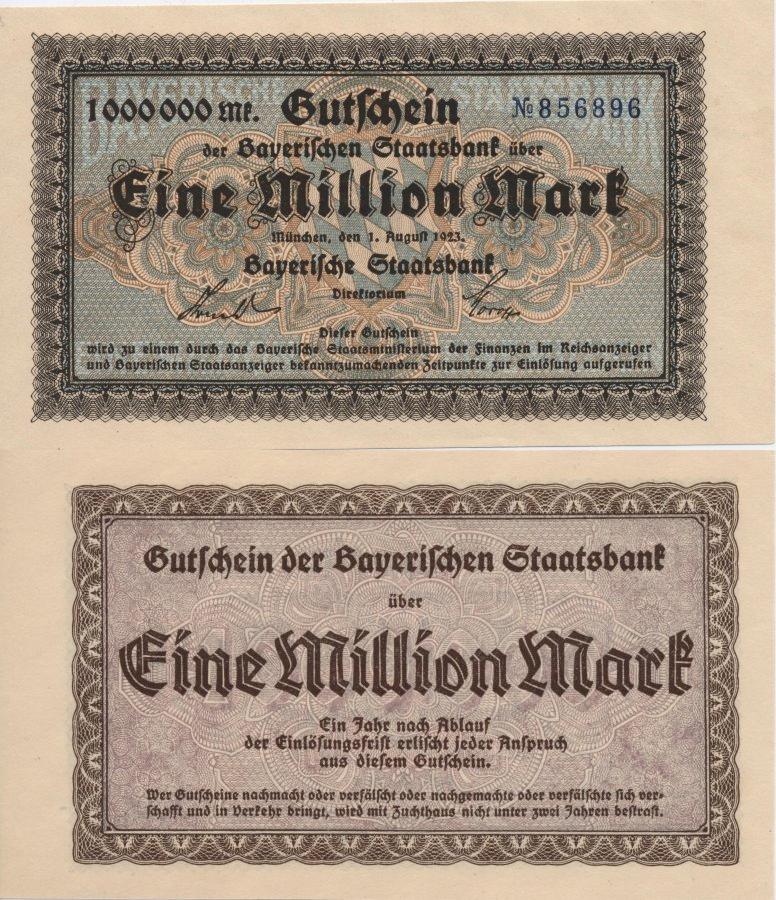 1000000 Mk. Gutschein № 856896
der Bayerischen Staatsbank über
Eine Million Mark
München, den 1. August 1923.
Bayerische Staatsbank
Direktorium
Dieser Gutschein
wird zu einem durch das Bayerische Staatsministerium der Finanzen im Reichsanzeiger
und Bayerischen Staatsanzeiger bekanntzumachenden Zeitpunkte zur Einlösung aufgerufen
Gutschein der Bayerischen Staatsbank
über
Eine Million Mark
Ein Jahr nach Ablauf
der Einlösungsfrist erlischt jeder Anspruch
aus diesem Gutschein.
Wer Gutscheine nachmacht oder verfälscht oder nachgemachte oder verfälschte sich ver-
schafft und in Verkehr bringt, wird mit Zuchthaus nicht unter zwei Jahren bestraft.